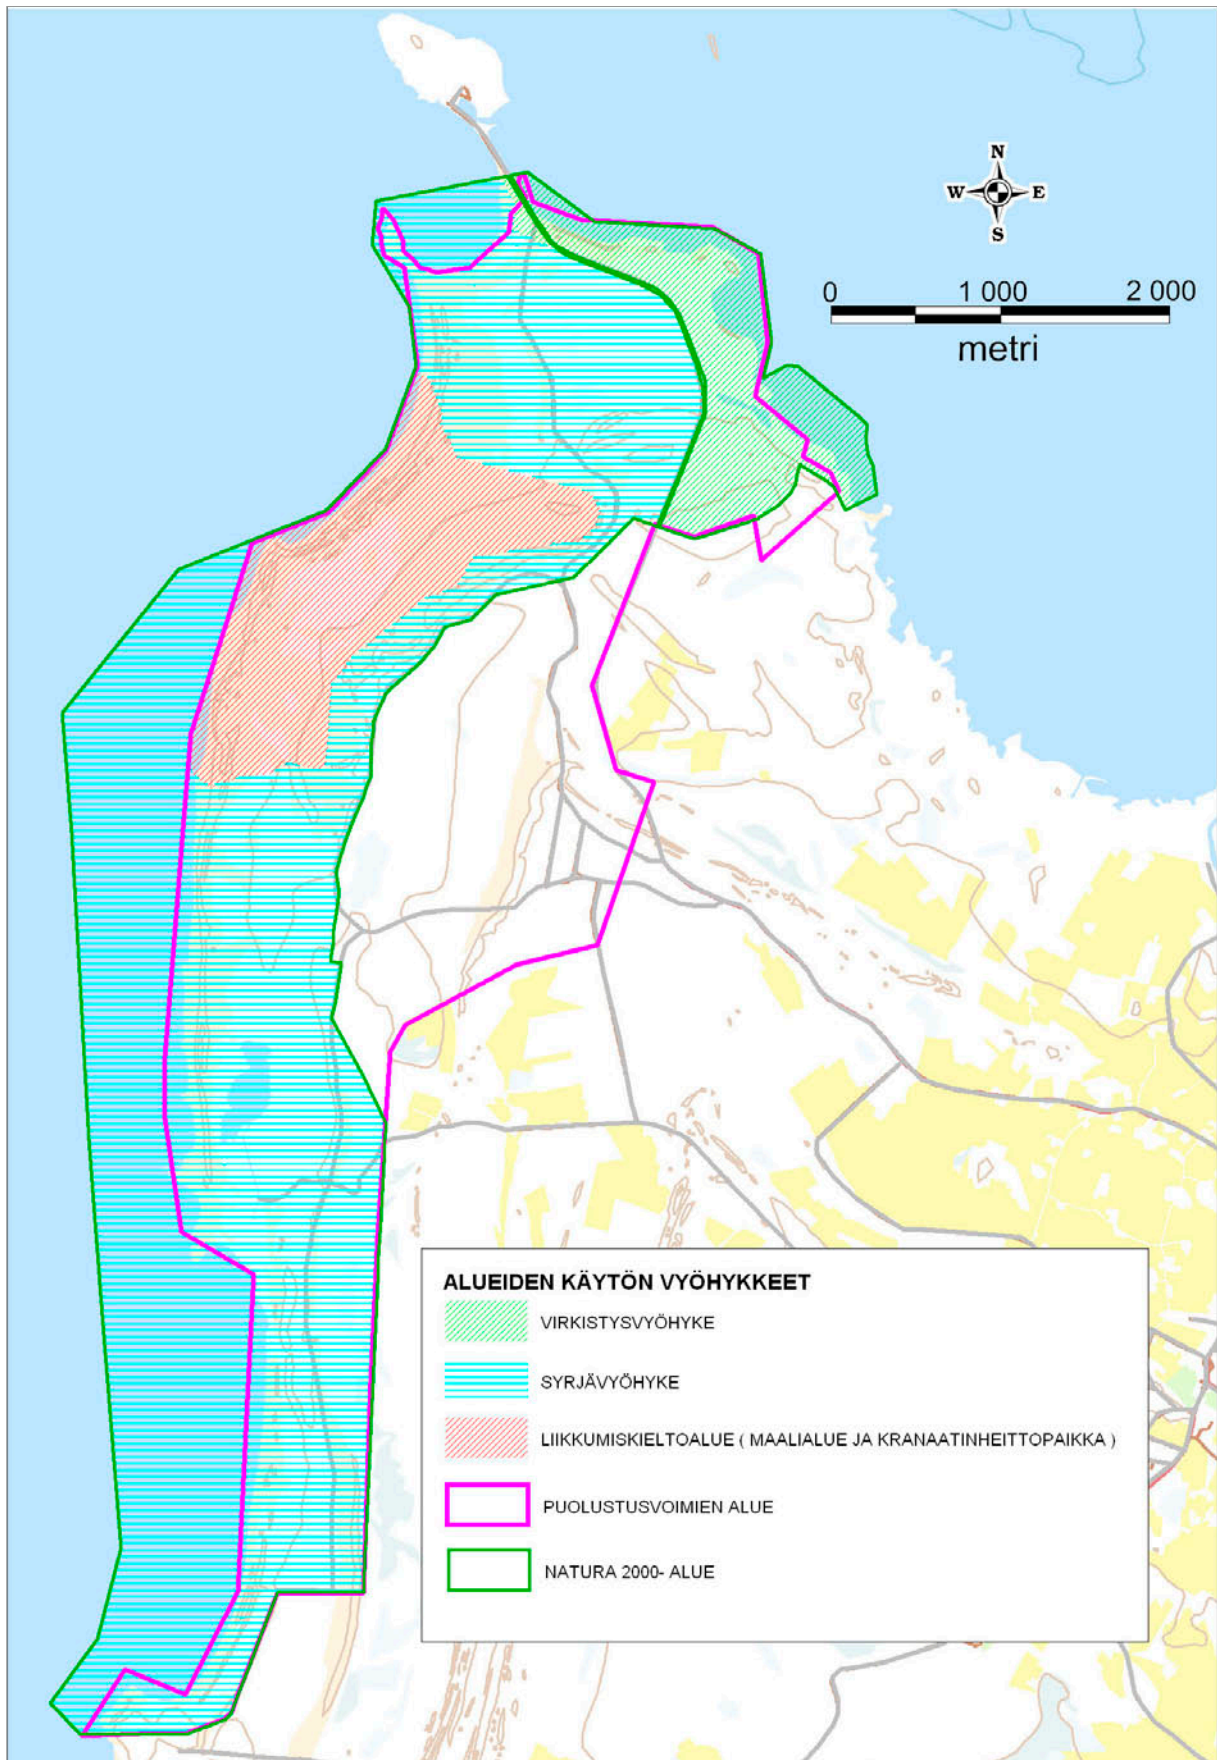 N
W E
S
0 1 000 2 000
metri
ALUEIDEN KÄYTÖN VYÖHYKKEET
VIRKISTYSVYÖHYKE
SYRJÄVYÖHYKE
LIIKKUMISKIELTOALUE ( MAALIALUE JA KRANAATINHEITTOPAIKKA )
PUOLUSTUSVOIMIEN ALUE
NATURA 2000- ALUE